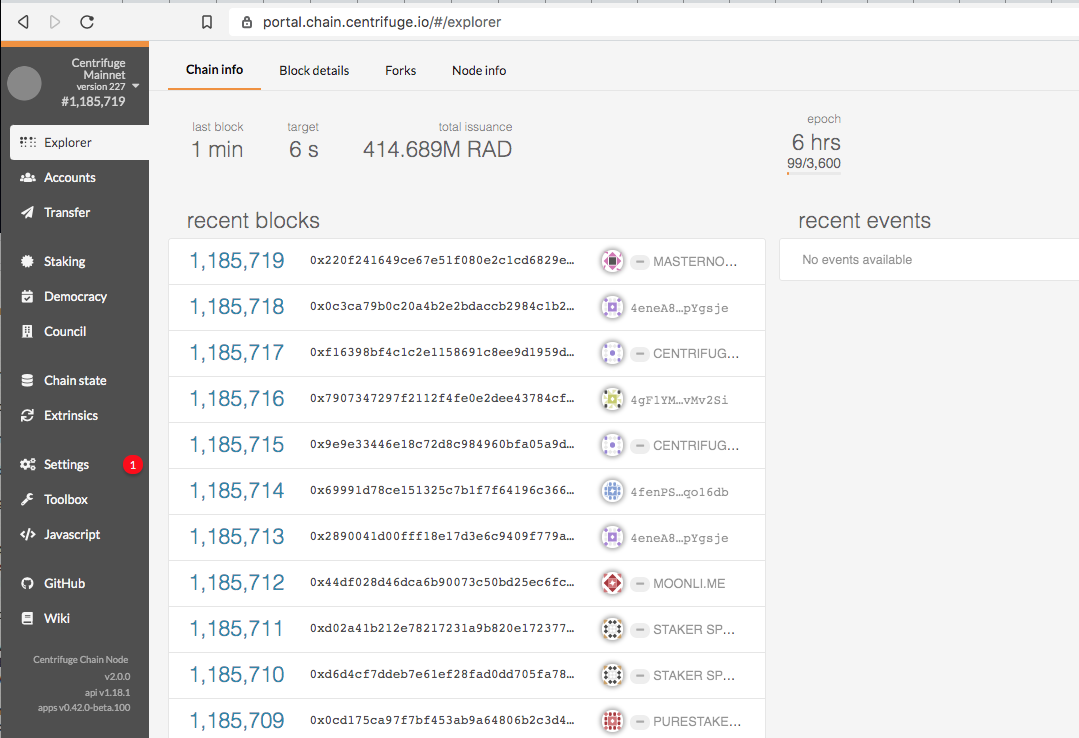 portal.chain.centrifuge.io/#/explorer
Centrifuge
Mainnet
version 227
#1,185,719
Explorer
Accounts
Transfer
Staking
Democracy
Council
Chain state
Extrinsics
Settings 1
Toolbox
Javascript
GitHub
Wiki
Centrifuge Chain Node
v2.0.0
api v1.18.1
apps v0.42.0-beta.100
Chain info Block details Forks Node info
last block target total issuance epoch
1 min 6 s 414.689M RAD 6 hrs
99/3,600
recent blocks
1,185,719 0x220f241649ce67e51f080e2c1cd6829e… MASTERNO…
1,185,718 0x0c3ca79b0c20a4b2e2bdaccb2984c1b2… 4eneA8…pYgsje
1,185,717 0xf16398bf4c1c2e1158691c8ee9d1959d… CENTRIFUG…
1,185,716 0x7907347297f2112f4fe0e2dee43784cf… 4gF1YM…vMv2Si
1,185,715 0x9e9e33446e18c72d8c984960bfa05a9d… CENTRIFUG…
1,185,714 0x69991d78ce151325c7b1f7f64196c366… 4fenPS…qo16db
1,185,713 0x2890041d00fff18e17d3e6c9409f779a… 4eneA8…pYgsje
1,185,712 0x44df028d46dca6b90073c50bd25ec6fc… MOONLI.ME
1,185,711 0xd02a41b212e78217231a9b820e172377… STAKER SP…
1,185,710 0xd6d4cf7ddeb7e61ef28fad0dd705fa78… STAKER SP…
1,185,709 0x0cd175ca97f7bf453ab9a64806b2c3d4… PURESTAKE…
recent events
No events available